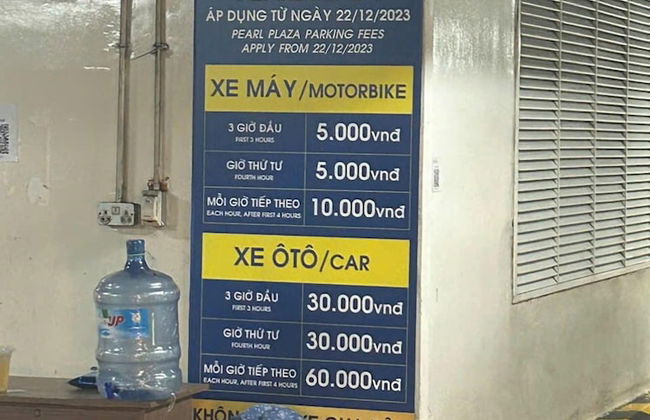 ÁP DỤNG TỪ NGÀY 22/12/2023
PEARL PLAZA PARKING FEES
APPLY FROM 22/12/2023
XE MÁY/MOTORBIKE
3 GIỜ ĐẦU
FIRST 3 HOURS
5.000vnđ
GIỜ THỨ TƯ
FOURTH HOUR
5.000vnđ
MỖI GIỜ TIẾP THEO
EACH HOUR, AFTER FIRST 4 HOURS
10.000vnđ
XE ÔTÔ/CAR
3 GIỜ ĐẦU
FIRST 3 HOURS
30.000vnđ
GIỜ THỨ TƯ
FOURTH HOUR
30.000vnđ
MỖI GIỜ TIẾP THEO
EACH HOUR, AFTER FIRST 4 HOURS
60.000vnđ